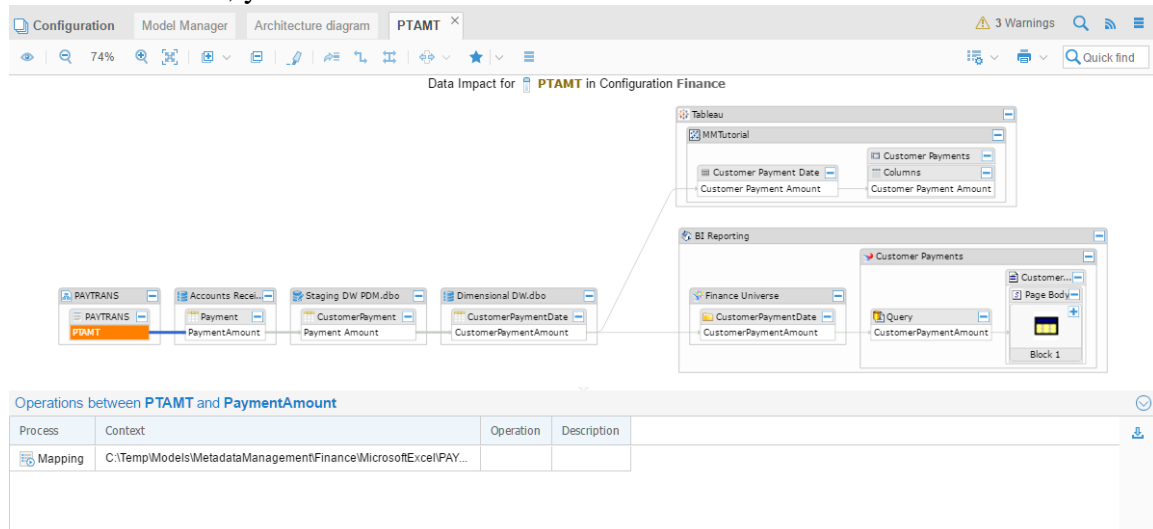 Configuration Model Manager Architecture diagram PTAMT × 3 Warnings
74% Quick find
Data Impact for PTAMT in Configuration Finance
Tableau
MMTutorial
Customer Payments
Customer Payment Date Columns
Customer Payment Amount Customer Payment Amount
BI Reporting
Customer Payments
Customer...
PAYTRANS Accounts Recei... Staging DW PDM.dbo Dimensional DW.dbo Finance Universe Page Body
PAYTRANS Payment CustomerPayment CustomerPaymentDate CustomerPaymentDate Query
PTAMT PaymentAmount Payment Amount CustomerPaymentAmount CustomerPaymentAmount CustomerPaymentAmount
Block 1
Operations between PTAMT and PaymentAmount
Process Context Operation Description
Mapping C:\Temp\Models\MetadataManagement\Finance\MicrosoftExcel\PAY...